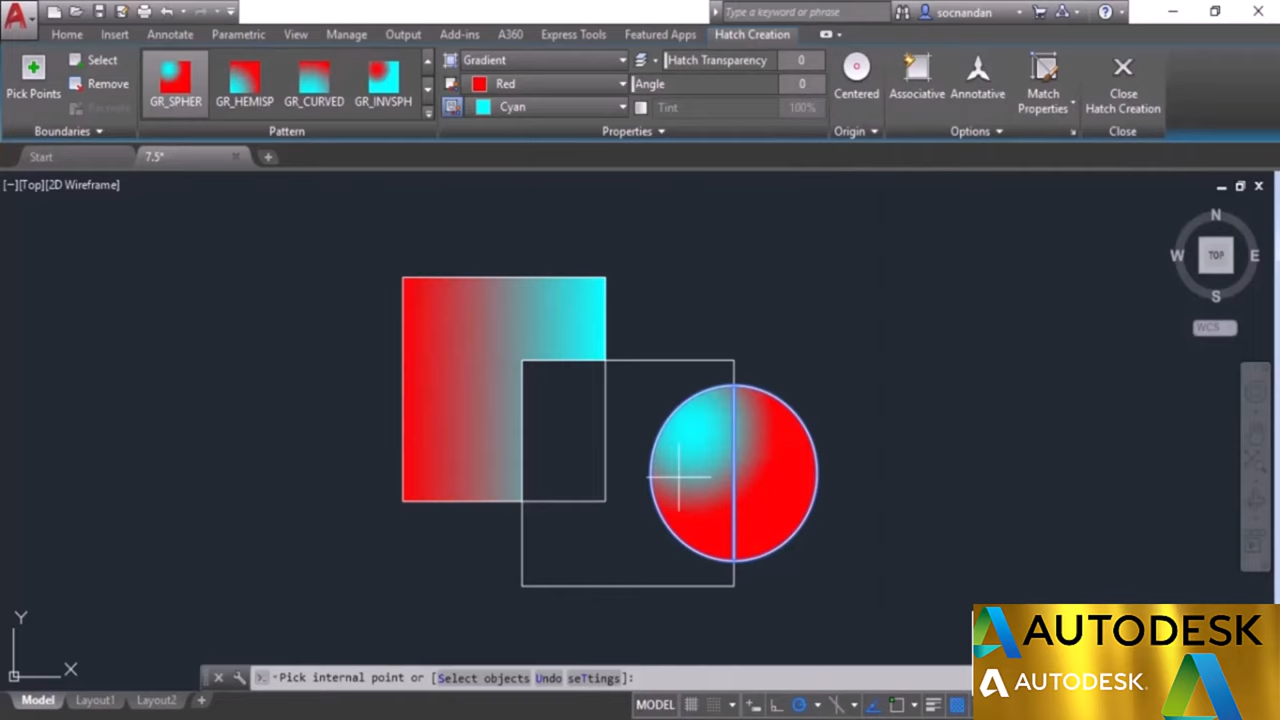 Type a keyword or phrase
socnandan
Home Insert Annotate Parametric View Manage Output Add-ins A360 Express Tools Featured Apps Hatch Creation
Pick Points
Select
Remove
Boundaries
GR_SPHER
GR_HEMISP
GR_CURVED
GR_INVSPH
Pattern
Gradient
Red
Cyan
Hatch Transparency 0
Angle 0
Tint 100%
Properties
Centered
Origin
Associative
Annotative
Match
Properties
Options
Close
Hatch Creation
Close
Start
7.5*
[−][Top][2D Wireframe]
N
W
TOP
E
S
WCS
Y
X
Pick internal point or [Select objects Undo seTtings]:
Model Layout1 Layout2
MODEL
AUTODESK
AUTODESK.